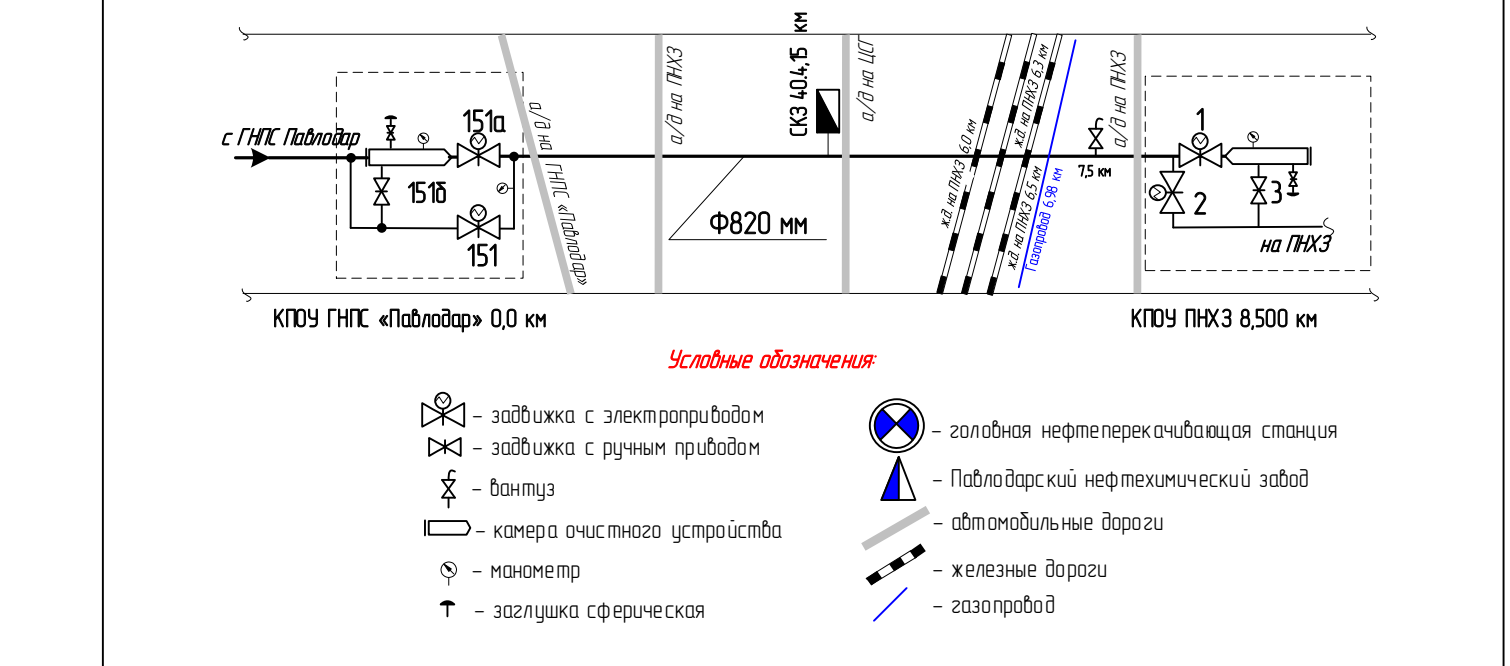 с ГНПС Павлодар
151а
151б
151
а/д на ГНПС «Павлодар»
а/д на ПНХЗ
Ф820 мм
СКЗ 40.4,15 км
а/д на ЦСГ
ж.д. на ПНХЗ 6,0 км
ж.д. на ПНХЗ 6,3 км
ж.д. на ПНХЗ 6,5 км
Газопровод 6,98 км
7,5 км
а/д на ПНХЗ
1
2
3
на ПНХЗ
КПОУ ГНПС «Павлодар» 0,0 км
КПОУ ПНХЗ 8,500 км
Условные обозначения:
– задвижка с электроприводом
– задвижка с ручным приводом
– вантуз
– камера очистного устройства
– манометр
– заглушка сферическая
– головная нефтеперекачивающая станция
– Павлодарский нефтехимический завод
– автомобильные дороги
– железные дороги
– газопровод